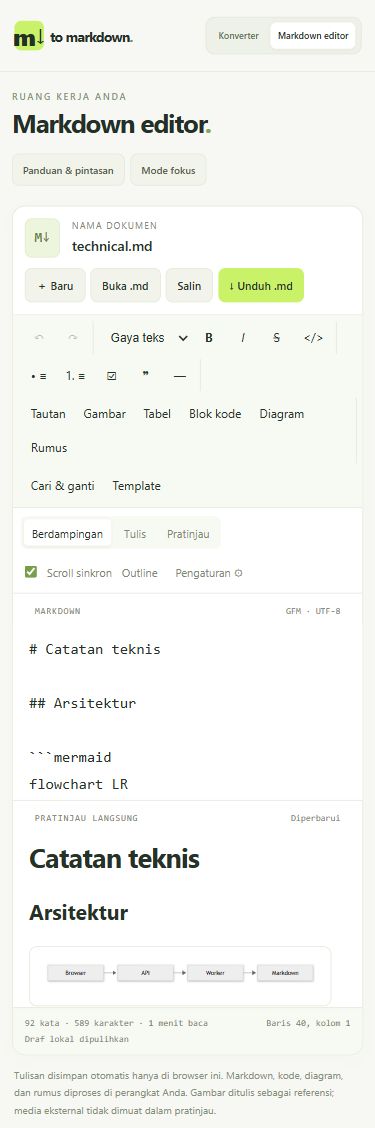 m↓ to markdown.
Konverter Markdown editor
RUANG KERJA ANDA
Markdown editor.
Panduan & pintasan Mode fokus
M↓
NAMA DOKUMEN
technical.md
+ Baru Buka .md Salin ↓ Unduh .md
↶ ↷ Gaya teks B I S </>
• ≡ 1. ≡ ☑ ❞ —
Tautan Gambar Tabel Blok kode Diagram
Rumus
Cari & ganti Template
Berdampingan Tulis Pratinjau
Scroll sinkron Outline Pengaturan ⚙
MARKDOWN GFM · UTF-8
# Catatan teknis
## Arsitektur
```mermaid
flowchart LR
PRATINJAU LANGSUNG Diperbarui
Catatan teknis
Arsitektur
Browser API Worker Markdown
92 kata · 589 karakter · 1 menit baca Baris 40, kolom 1
Draf lokal dipulihkan
Tulisan disimpan otomatis hanya di browser ini. Markdown, kode, diagram,
dan rumus diproses di perangkat Anda. Gambar ditulis sebagai referensi;
media eksternal tidak dimuat dalam pratinjau.